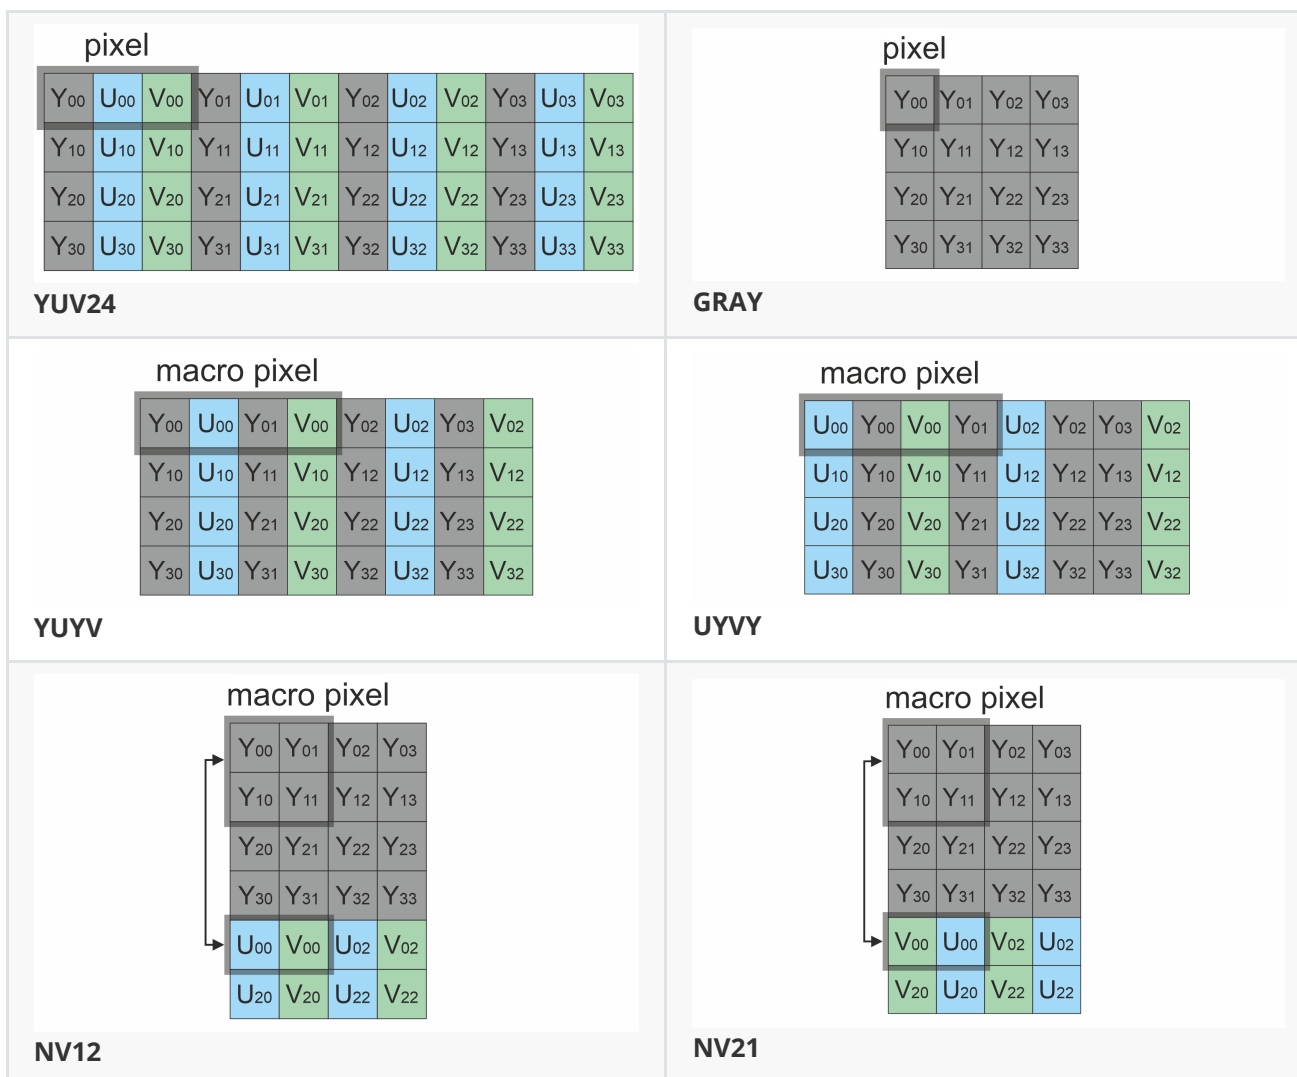 pixel
Y00 U00 V00 Y01 U01 V01 Y02 U02 V02 Y03 U03 V03
Y10 U10 V10 Y11 U11 V11 Y12 U12 V12 Y13 U13 V13
Y20 U20 V20 Y21 U21 V21 Y22 U22 V22 Y23 U23 V23
Y30 U30 V30 Y31 U31 V31 Y32 U32 V32 Y33 U33 V33
YUV24
pixel
Y00 Y01 Y02 Y03
Y10 Y11 Y12 Y13
Y20 Y21 Y22 Y23
Y30 Y31 Y32 Y33
GRAY
macro pixel
Y00 U00 Y01 V00 Y02 U02 Y03 V02
Y10 U10 Y11 V10 Y12 U12 Y13 V12
Y20 U20 Y21 V20 Y22 U22 Y23 V22
Y30 U30 Y31 V30 Y32 U32 Y33 V32
YUYV
macro pixel
U00 Y00 V00 Y01 U02 Y02 Y03 V02
U10 Y10 V10 Y11 U12 Y12 Y13 V12
U20 Y20 V20 Y21 U22 Y22 Y23 V22
U30 Y30 V30 Y31 U32 Y32 Y33 V32
UYVY
macro pixel
Y00 Y01 Y02 Y03
Y10 Y11 Y12 Y13
Y20 Y21 Y22 Y23
Y30 Y31 Y32 Y33
U00 V00 U02 V02
U20 V20 U22 V22
NV12
macro pixel
Y00 Y01 Y02 Y03
Y10 Y11 Y12 Y13
Y20 Y21 Y22 Y23
Y30 Y31 Y32 Y33
V00 U00 V02 U02
V20 U20 V22 U22
NV21